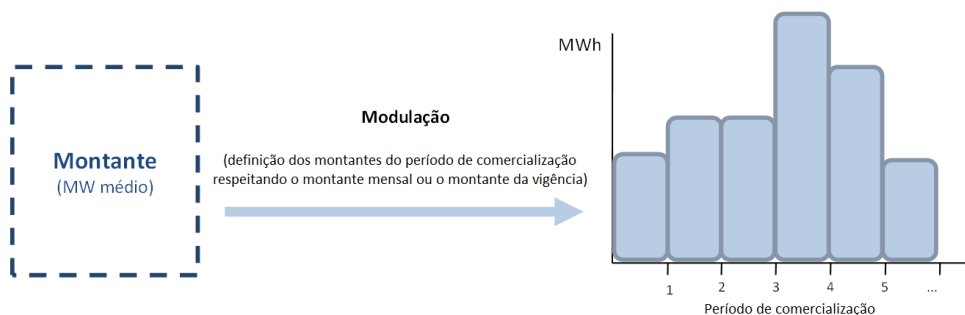 Montante
(MW médio)
Modulação
(definição dos montantes do período de comercialização
respeitando o montante mensal ou o montante da vigência)
MWh
1 2 3 4 5 ...
Período de comercialização